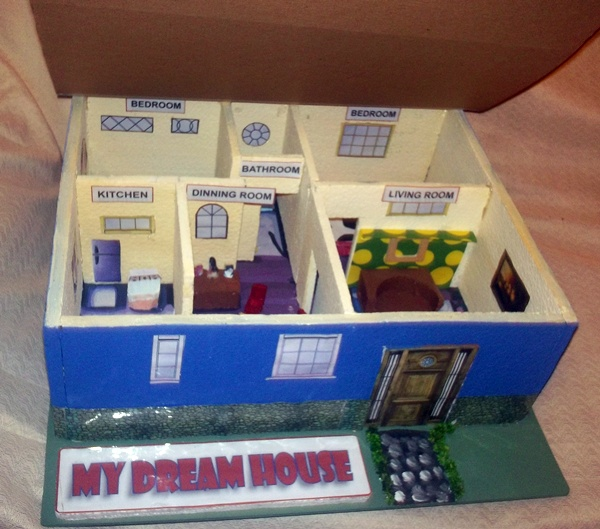 BEDROOM
BEDROOM
BATHROOM
KITCHEN
DINNING ROOM
LIVING ROOM
MY DREAM HOUSE